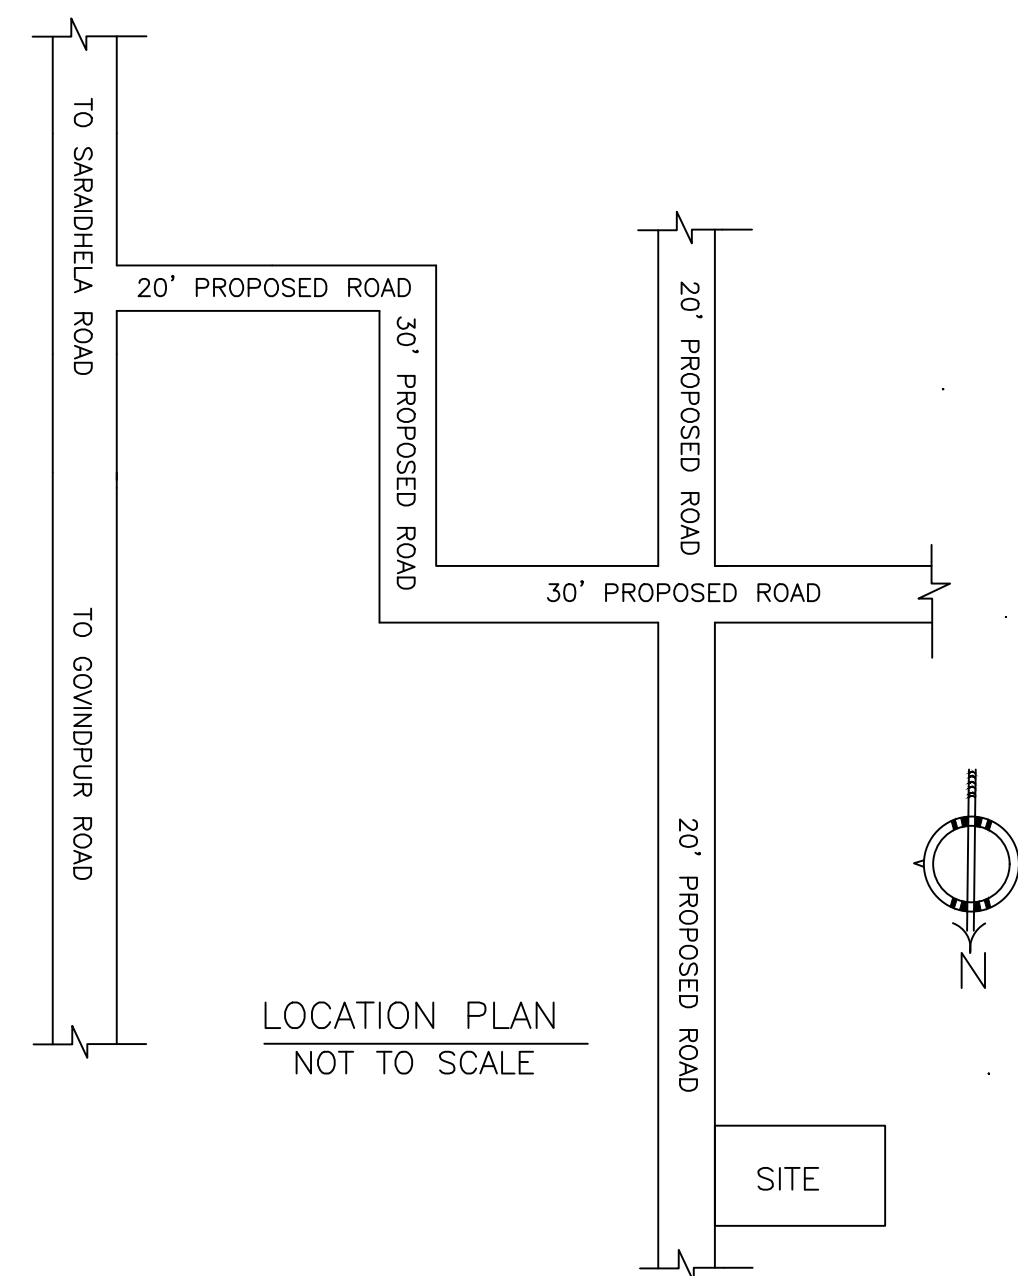 TO SARAIDHELA ROAD
20' PROPOSED ROAD
30' PROPOSED ROAD
20' PROPOSED ROAD
30' PROPOSED ROAD
TO GOVINDPUR ROAD
20' PROPOSED ROAD
N
LOCATION PLAN
NOT TO SCALE
SITE